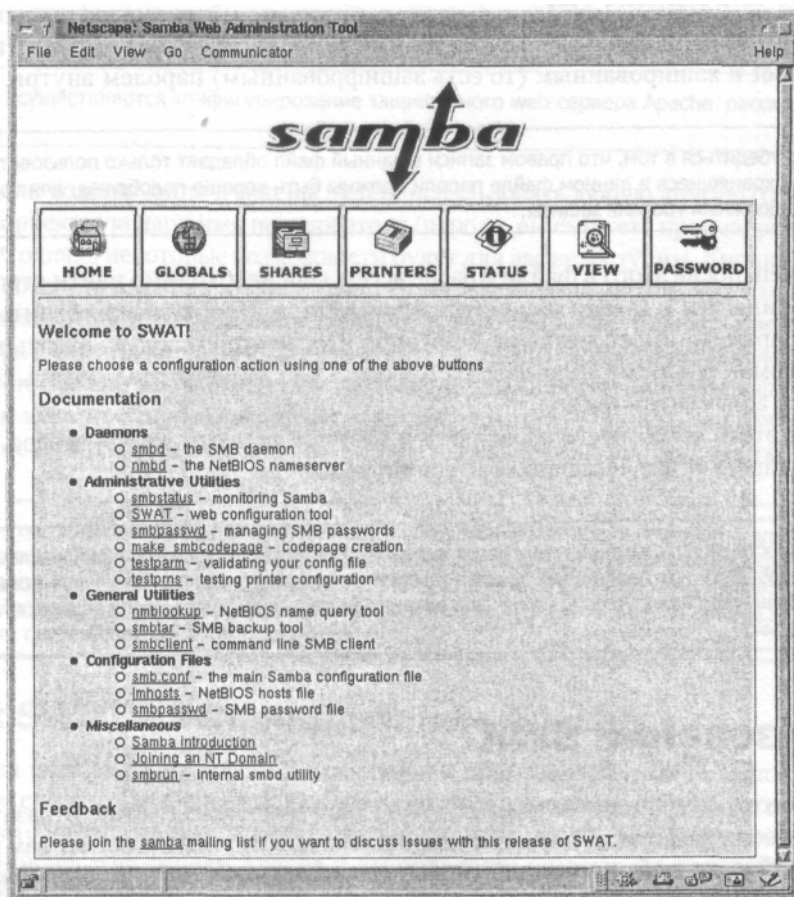 Netscape: Samba Web Administration Tool
File Edit View Go Communicator Help
samba
HOME GLOBALS SHARES PRINTERS STATUS VIEW PASSWORD
Welcome to SWAT!
Please choose a configuration action using one of the above buttons
Documentation
Daemons
smbd – the SMB daemon
nmbd – the NetBIOS nameserver
Administrative Utilities
smbstatus – monitoring Samba
SWAT – web configuration tool
smbpasswd – managing SMB passwords
make_smbcodepage – codepage creation
testparm – validating your config file
testprns – testing printer configuration
General Utilities
nmblookup – NetBIOS name query tool
smbtar – SMB backup tool
smbclient – command line SMB client
Configuration Files
smb.conf – the main Samba configuration file
lmhosts – NetBIOS hosts file
smbpasswd – SMB password file
Miscellaneous
Samba introduction
Joining an NT Domain
smbrun – internal smbd utility
Feedback
Please join the samba mailing list if you want to discuss issues with this release of SWAT.